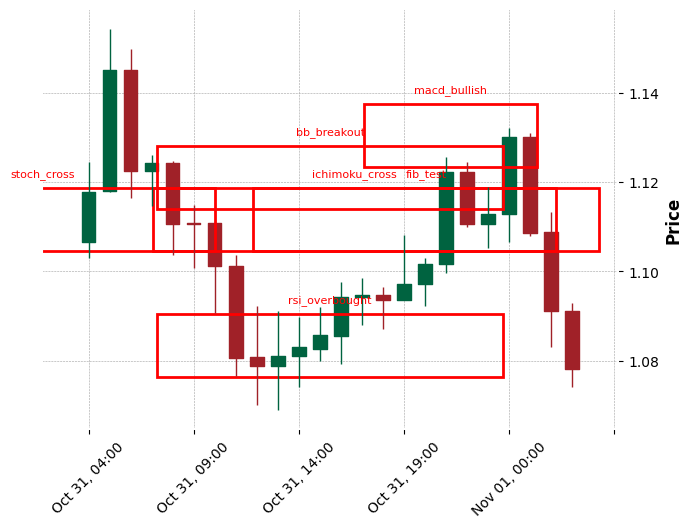 macd_bullish
bb_breakout
stoch_cross
ichimoku_cross
fib_test
rsi_overbought
1.14
1.12
1.10
1.08
Price
Oct 31, 04:00
Oct 31, 09:00
Oct 31, 14:00
Oct 31, 19:00
Nov 01, 00:00